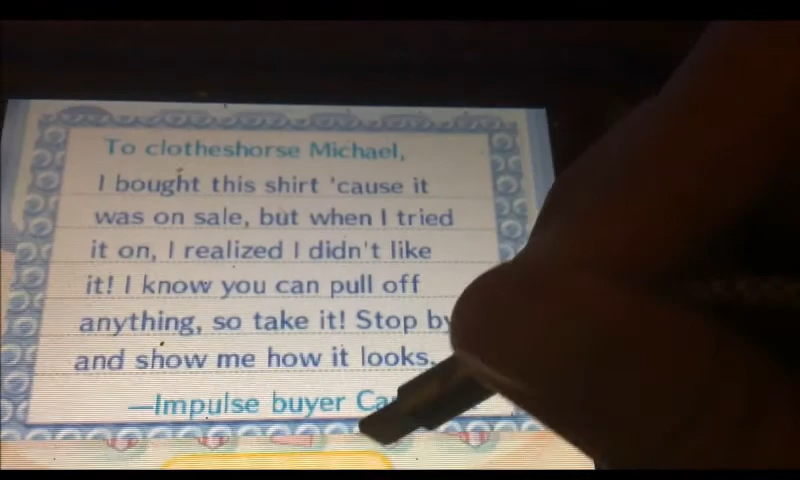 To clotheshorse Michael,
I bought this shirt 'cause it
was on sale, but when I tried
it on, I realized I didn't like
it! I know you can pull off
anything, so take it! Stop by
and show me how it looks.
—Impulse buyer